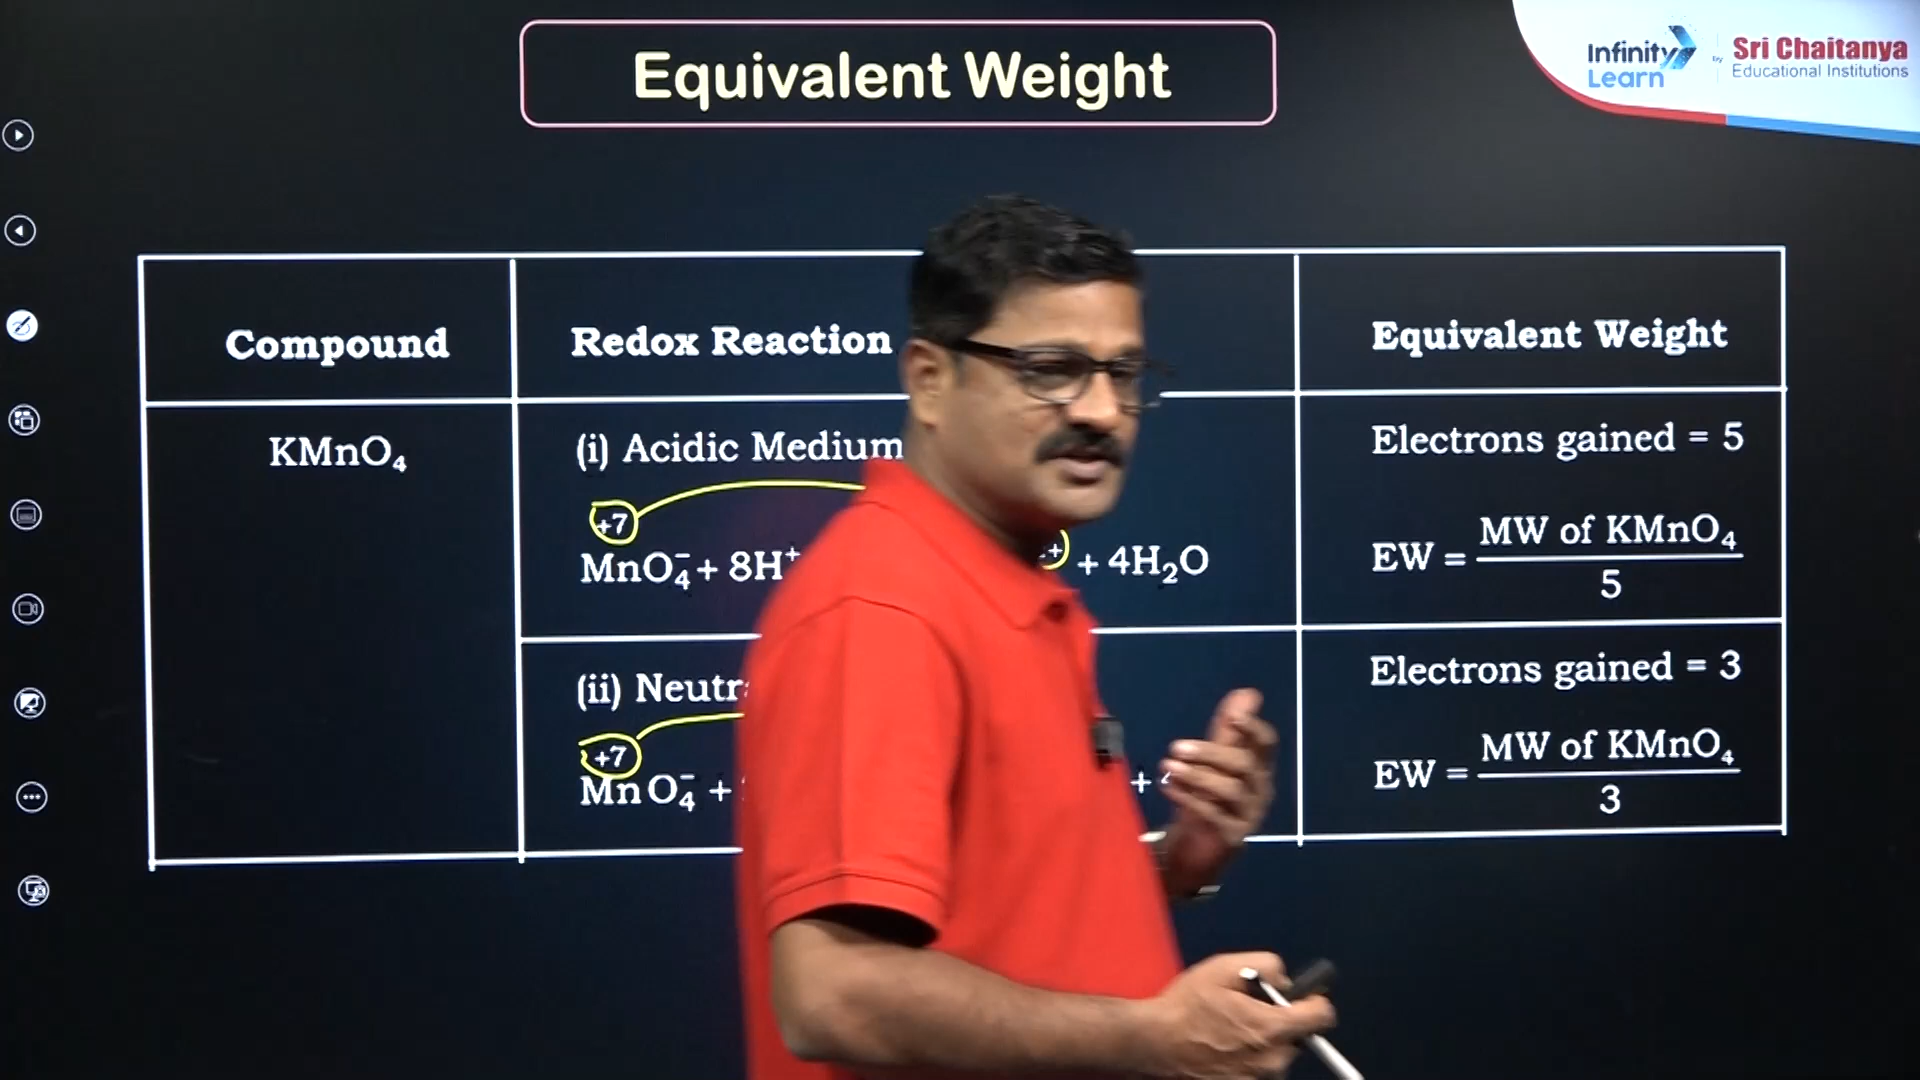 Equivalent Weight
Infinity Learn by Sri Chaitanya Educational Institutions
Compound Redox Reaction Equivalent Weight
KMnO₄
(i) Acidic Medium
+7
MnO₄⁻ + 8H⁺ + 4H₂O
Electrons gained = 5
EW = MW of KMnO₄ / 5
(ii)
+7
MnO₄⁻ +
+
Electrons gained = 3
EW = MW of KMnO₄ / 3